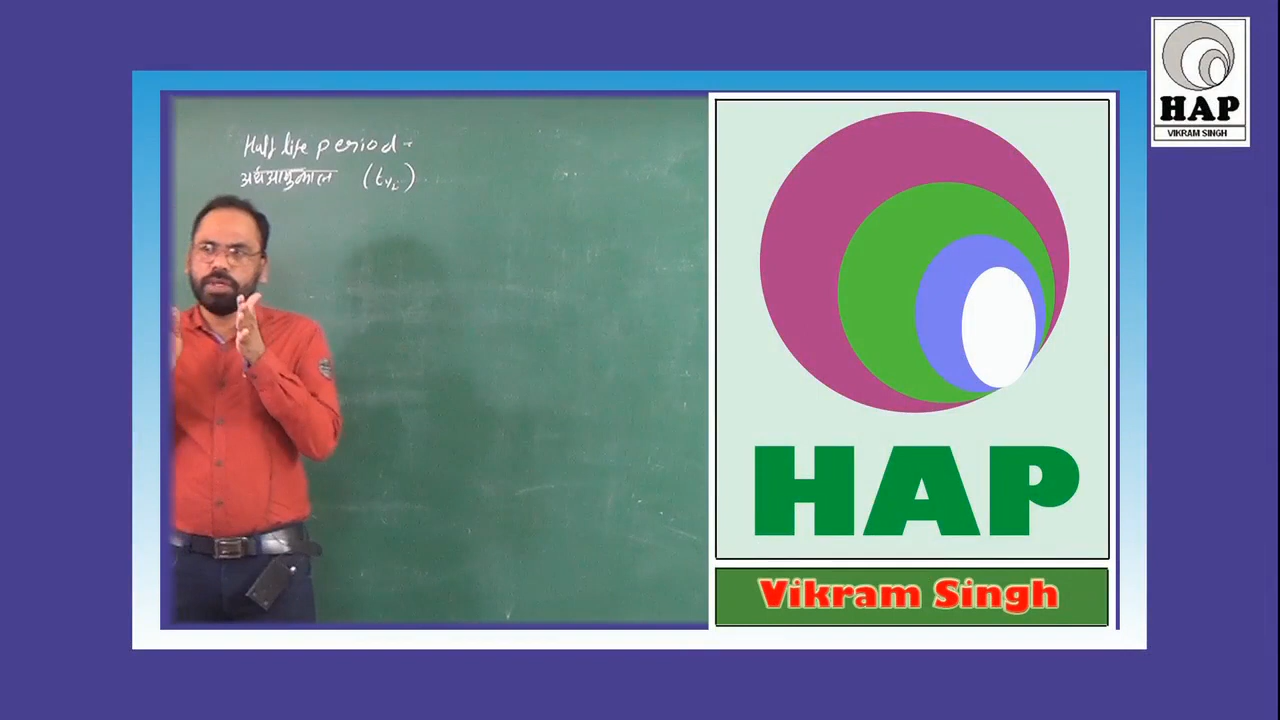 Half life period -
अर्धआयुकाल (t½)
HAP
Vikram Singh
HAP
VIKRAM SINGH